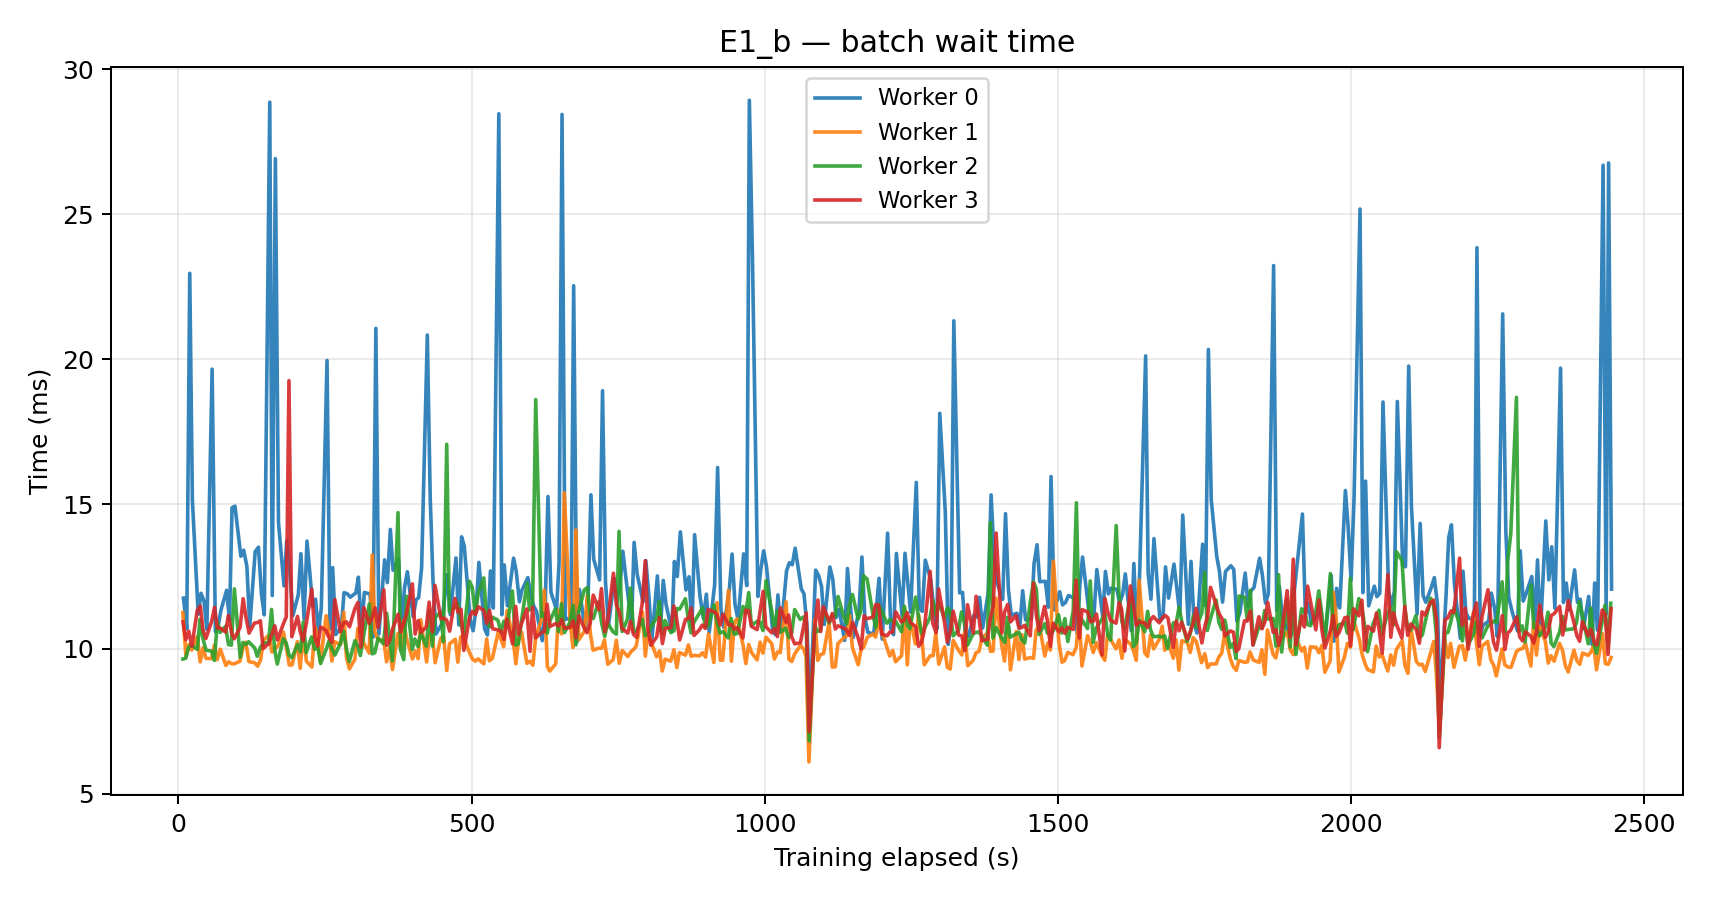 E1_b — batch wait time
30
25
20
15
10
5
Time (ms)
Worker 0
Worker 1
Worker 2
Worker 3
0
500
1000
1500
2000
2500
Training elapsed (s)